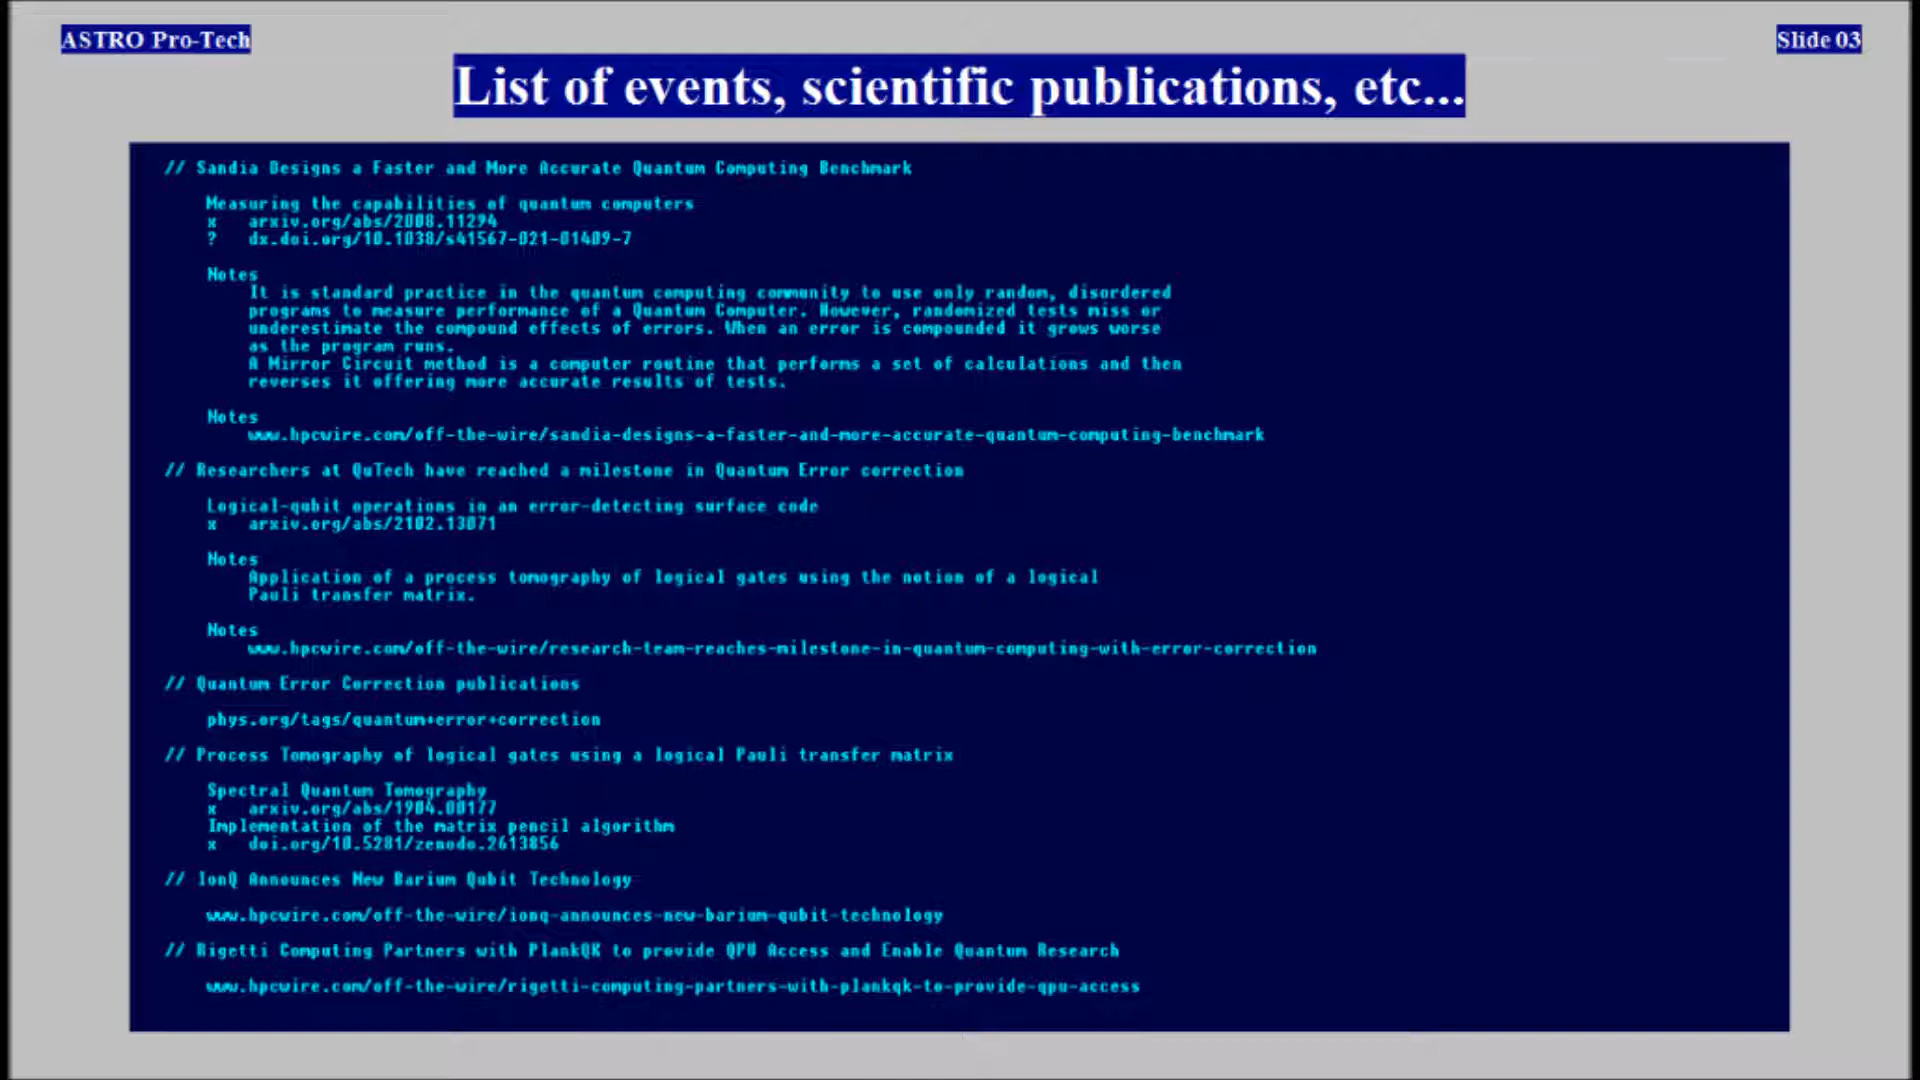 ASTRO Pro-Tech
Slide 03
List of events, scientific publications, etc...
// Sandia Designs a Faster and More Accurate Quantum Computing Benchmark
Measuring the capabilities of quantum computers
x arxiv.org/abs/2008.11294
? dx.doi.org/10.1038/s41567-021-01409-7
Notes
It is standard practice in the quantum computing community to use only random, disordered
programs to measure performance of a Quantum Computer. However, randomized tests miss or
underestimate the compound effects of errors. When an error is compounded it grows worse
as the program runs.
A Mirror Circuit method is a computer routine that performs a set of calculations and then
reverses it offering more accurate results of tests.
Notes
www.hpcwire.com/off-the-wire/sandia-designs-a-faster-and-more-accurate-quantum-computing-benchmark
// Researchers at QuTech have reached a milestone in Quantum Error correction
Logical-qubit operations in an error-detecting surface code
x arxiv.org/abs/2102.13071
Notes
Application of a process tomography of logical gates using the notion of a logical
Pauli transfer matrix.
Notes
www.hpcwire.com/off-the-wire/research-team-reaches-milestone-in-quantum-computing-with-error-correction
// Quantum Error Correction publications
phys.org/tags/quantum+error+correction
// Process Tomography of logical gates using a logical Pauli transfer matrix
Spectral Quantum Tomography
x arxiv.org/abs/1904.00177
Implementation of the matrix pencil algorithm
x doi.org/10.5281/zenodo.2613856
// IonQ Announces New Barium Qubit Technology
www.hpcwire.com/off-the-wire/ionq-announces-new-barium-qubit-technology
// Rigetti Computing Partners with PlankQK to provide QPU Access and Enable Quantum Research
www.hpcwire.com/off-the-wire/rigetti-computing-partners-with-plankqk-to-provide-qpu-access